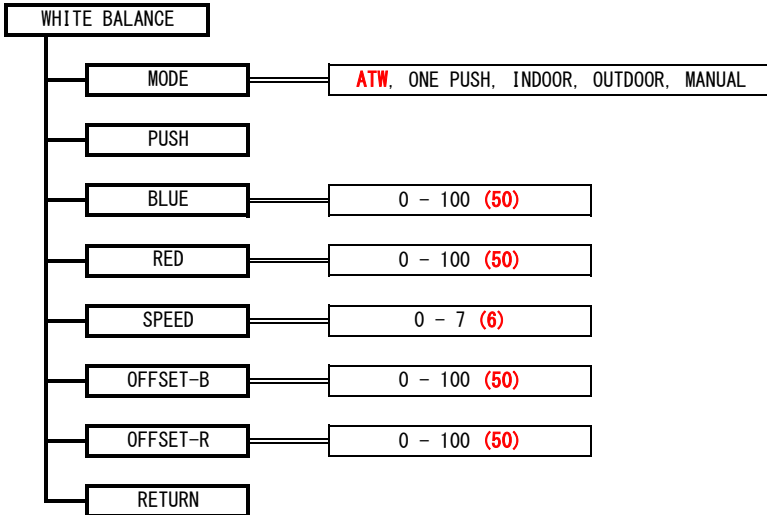 WHITE BALANCE
MODE ATW, ONE PUSH, INDOOR, OUTDOOR, MANUAL
PUSH
BLUE 0 - 100 (50)
RED 0 - 100 (50)
SPEED 0 - 7 (6)
OFFSET-B 0 - 100 (50)
OFFSET-R 0 - 100 (50)
RETURN